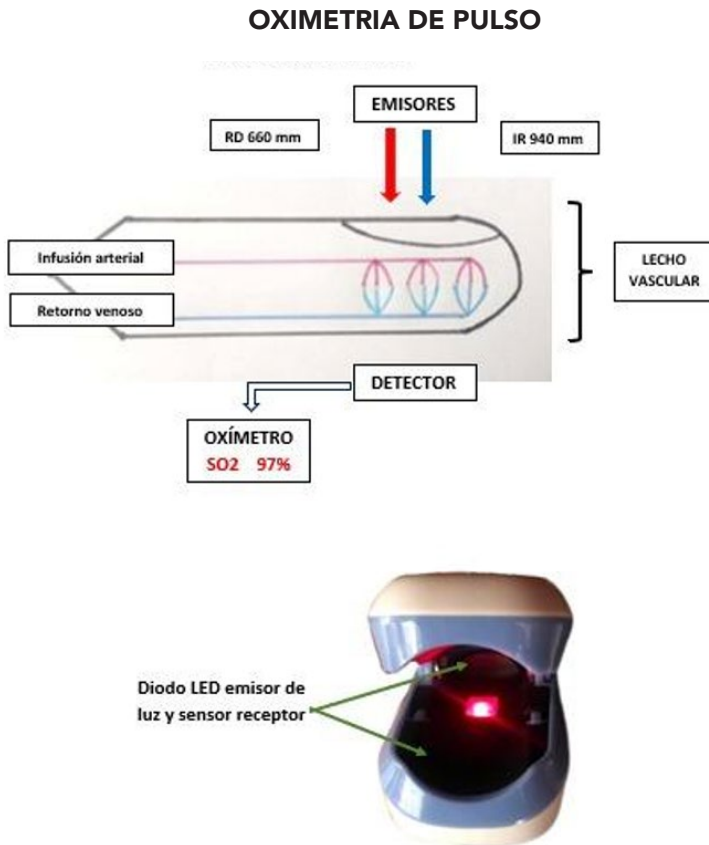 OXIMETRIA DE PULSO
EMISORES
RD 660 mm
IR 940 mm
Infusión arterial
Retorno venoso
LECHO
VASCULAR
DETECTOR
OXÍMETRO
SO2 97%
Diodo LED emisor de
luz y sensor receptor